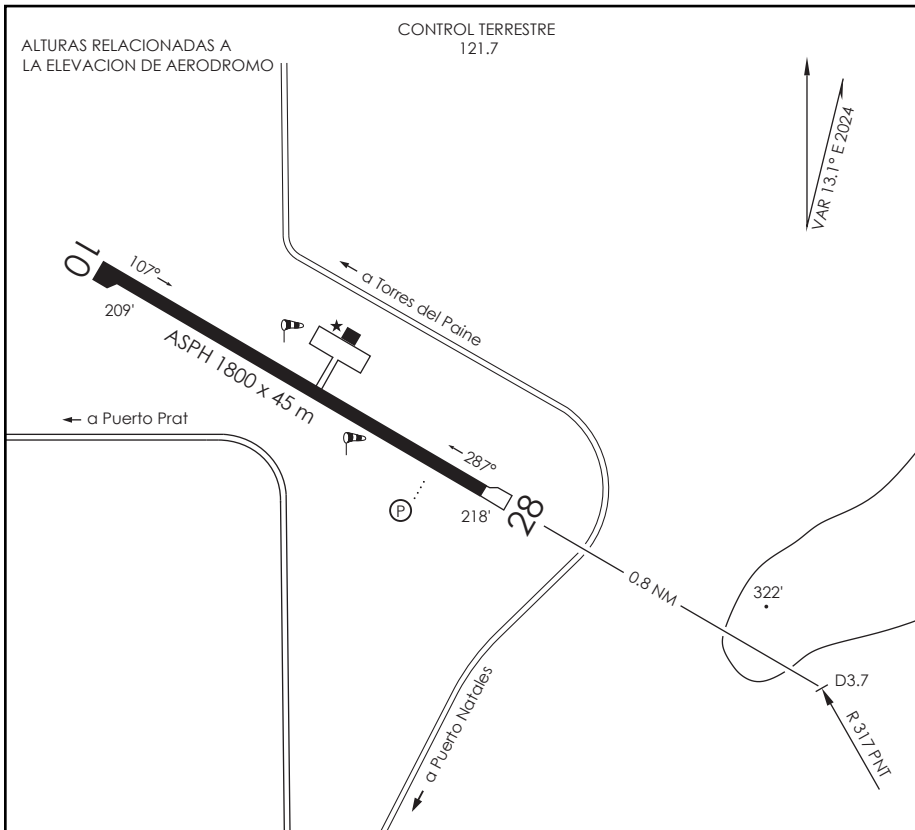 ALTURAS RELACIONADAS A
LA ELEVACION DE AERODROMO
CONTROL TERRESTRE
121.7
VAR 13.1° E 2024
10
107°
209'
ASPH 1800 x 45 m
a Torres del Paine
a Puerto Prat
287°
P
218'
28
0.8 NM
322'
D3.7
R 317 PNT
a Puerto Natales